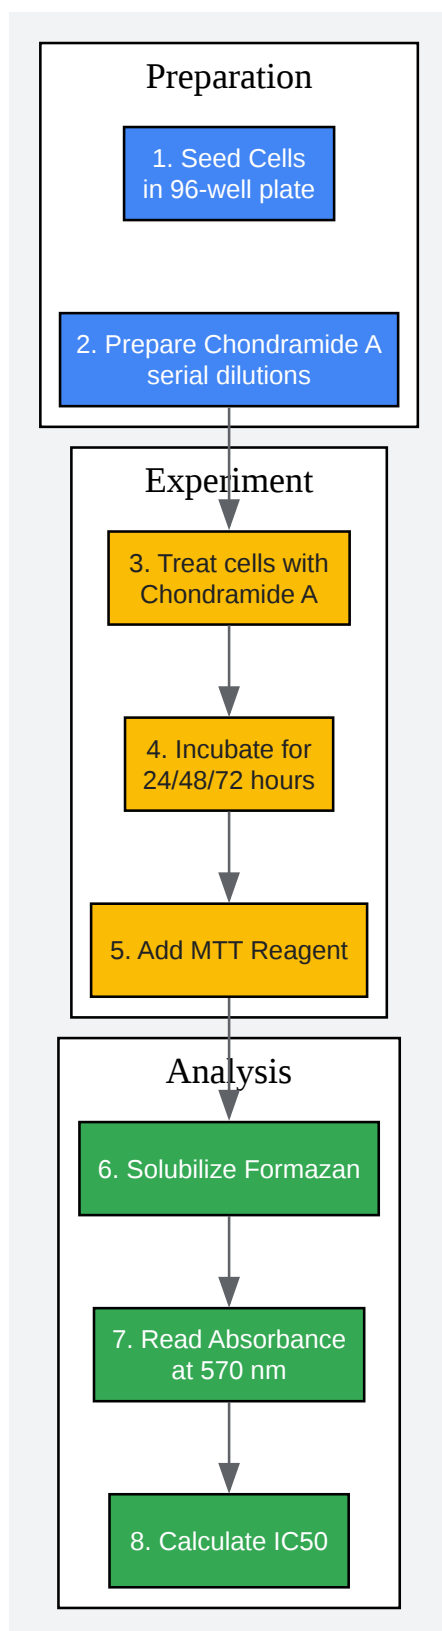 Preparation
1. Seed Cells
in 96-well plate
2. Prepare Chondramide A
serial dilutions
Experiment
3. Treat cells with
Chondramide A
4. Incubate for
24/48/72 hours
5. Add MTT Reagent
Analysis
6. Solubilize Formazan
7. Read Absorbance
at 570 nm
8. Calculate IC50